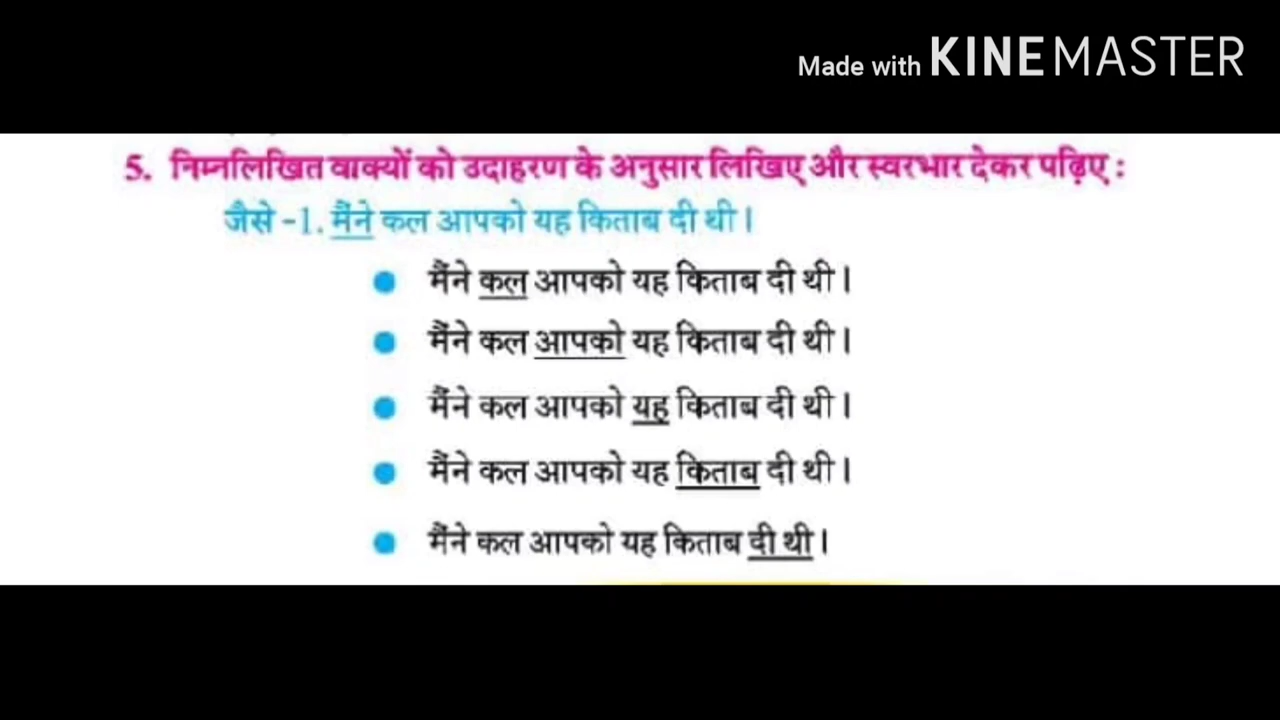 Made with KINEMASTER
5. निम्नलिखित वाक्यों को उदाहरण के अनुसार लिखिए और स्वरभार देकर पढ़िए :
जैसे -1. मैंने कल आपको यह किताब दी थी।
● मैंने कल आपको यह किताब दी थी।
● मैंने कल आपको यह किताब दी थी।
● मैंने कल आपको यह किताब दी थी।
● मैंने कल आपको यह किताब दी थी।
● मैंने कल आपको यह किताब दी थी।